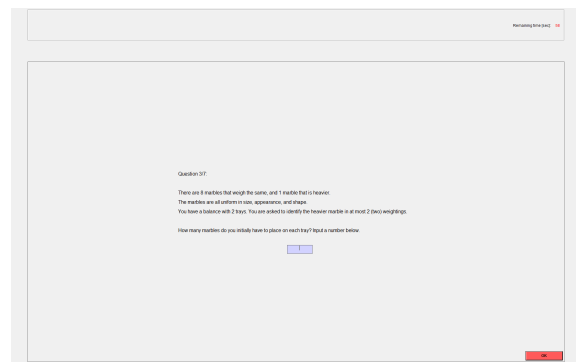 Remaining time [sec]:
Question 3/7:
There are 8 marbles that weigh the same, and 1 marble that is heavier.
The marbles are all uniform in size, appearance, and shape.
You have a balance with 2 trays. You are asked to identify the heavier marble in at most 2 (two) weightings.
How many marbles do you initially have to place on each tray? Input a number below.
OK